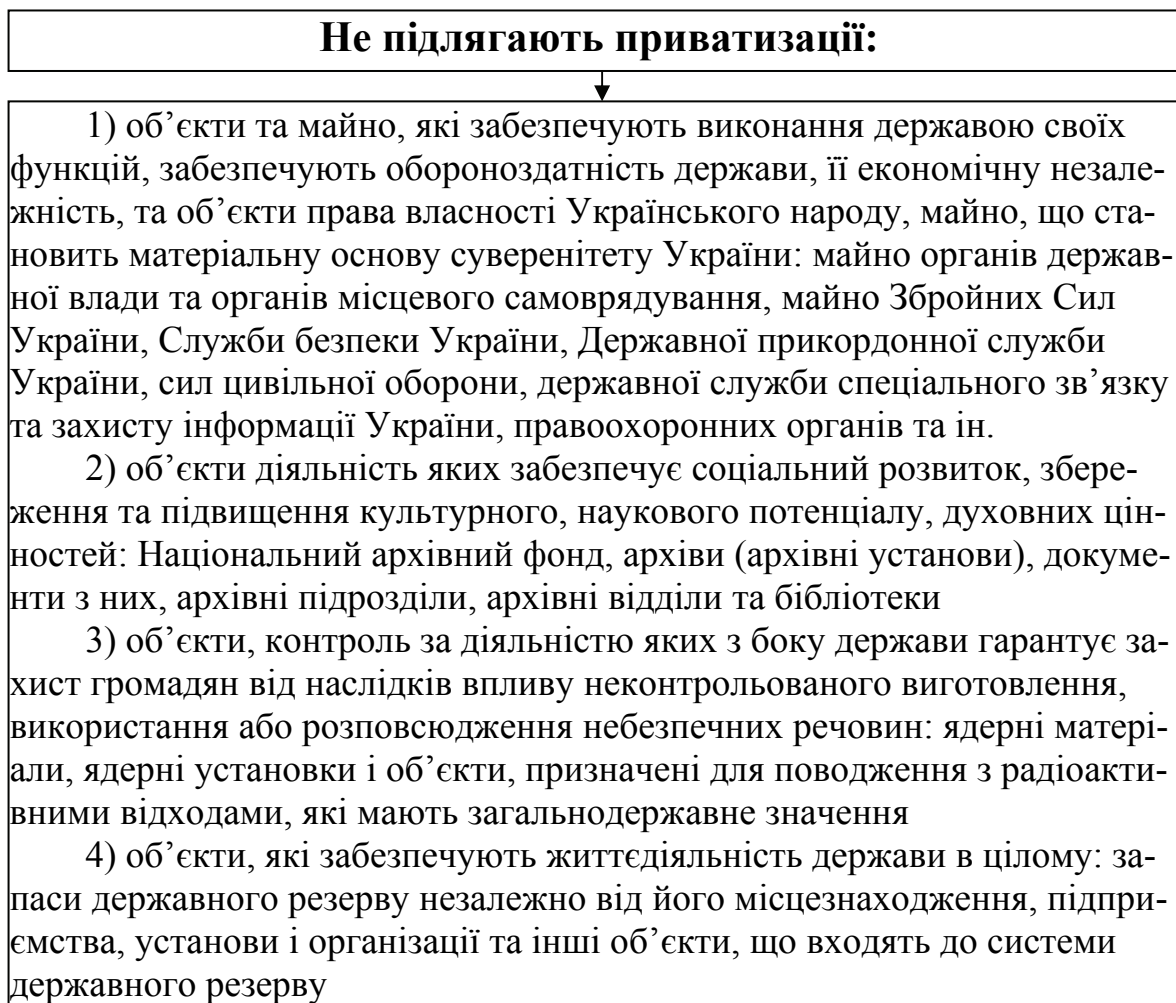 Не підлягають приватизації:
1) об’єкти та майно, які забезпечують виконання державою своїх
функцій, забезпечують обороноздатність держави, її економічну незале-
жність, та об’єкти права власності Українського народу, майно, що ста-
новить матеріальну основу суверенітету України: майно органів держав-
ної влади та органів місцевого самоврядування, майно Збройних Сил
України, Служби безпеки України, Державної прикордонної служби
України, сил цивільної оборони, державної служби спеціального зв’язку
та захисту інформації України, правоохоронних органів та ін.
2) об’єкти діяльність яких забезпечує соціальний розвиток, збере-
ження та підвищення культурного, наукового потенціалу, духовних цін-
ностей: Національний архівний фонд, архіви (архівні установи), докуме-
нти з них, архівні підрозділи, архівні відділи та бібліотеки
3) об’єкти, контроль за діяльністю яких з боку держави гарантує за-
хист громадян від наслідків впливу неконтрольованого виготовлення,
використання або розповсюдження небезпечних речовин: ядерні матері-
али, ядерні установки і об’єкти, призначені для поводження з радіоакти-
вними відходами, які мають загальнодержавне значення
4) об’єкти, які забезпечують життєдіяльність держави в цілому: за-
паси державного резерву незалежно від його місцезнаходження, підпри-
ємства, установи і організації та інші об’єкти, що входять до системи
державного резерву